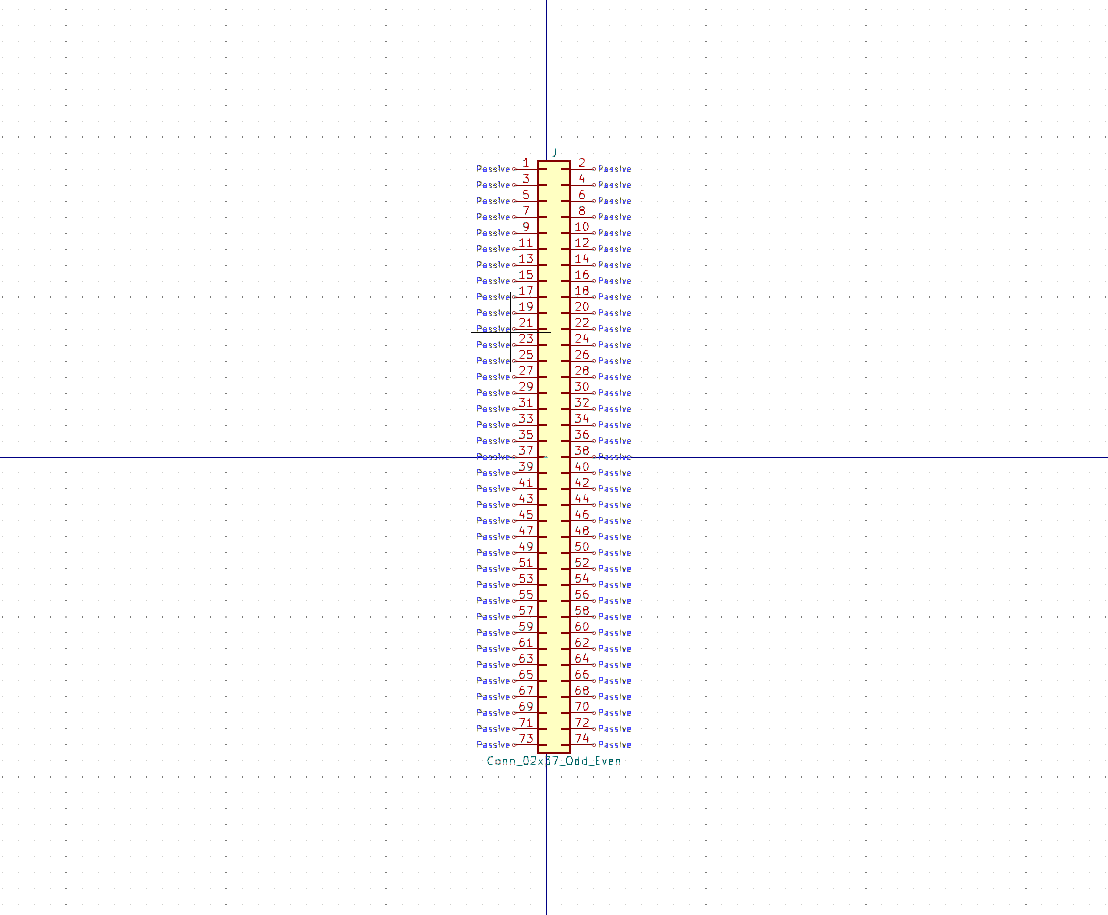 J
Passive 1 2 Passive
Passive 3 4 Passive
Passive 5 6 Passive
Passive 7 8 Passive
Passive 9 10 Passive
Passive 11 12 Passive
Passive 13 14 Passive
Passive 15 16 Passive
Passive 17 18 Passive
Passive 19 20 Passive
Passive 21 22 Passive
Passive 23 24 Passive
Passive 25 26 Passive
Passive 27 28 Passive
Passive 29 30 Passive
Passive 31 32 Passive
Passive 33 34 Passive
Passive 35 36 Passive
Passive 37 38 Passive
Passive 39 40 Passive
Passive 41 42 Passive
Passive 43 44 Passive
Passive 45 46 Passive
Passive 47 48 Passive
Passive 49 50 Passive
Passive 51 52 Passive
Passive 53 54 Passive
Passive 55 56 Passive
Passive 57 58 Passive
Passive 59 60 Passive
Passive 61 62 Passive
Passive 63 64 Passive
Passive 65 66 Passive
Passive 67 68 Passive
Passive 69 70 Passive
Passive 71 72 Passive
Passive 73 74 Passive
Conn_02x37_Odd_Even